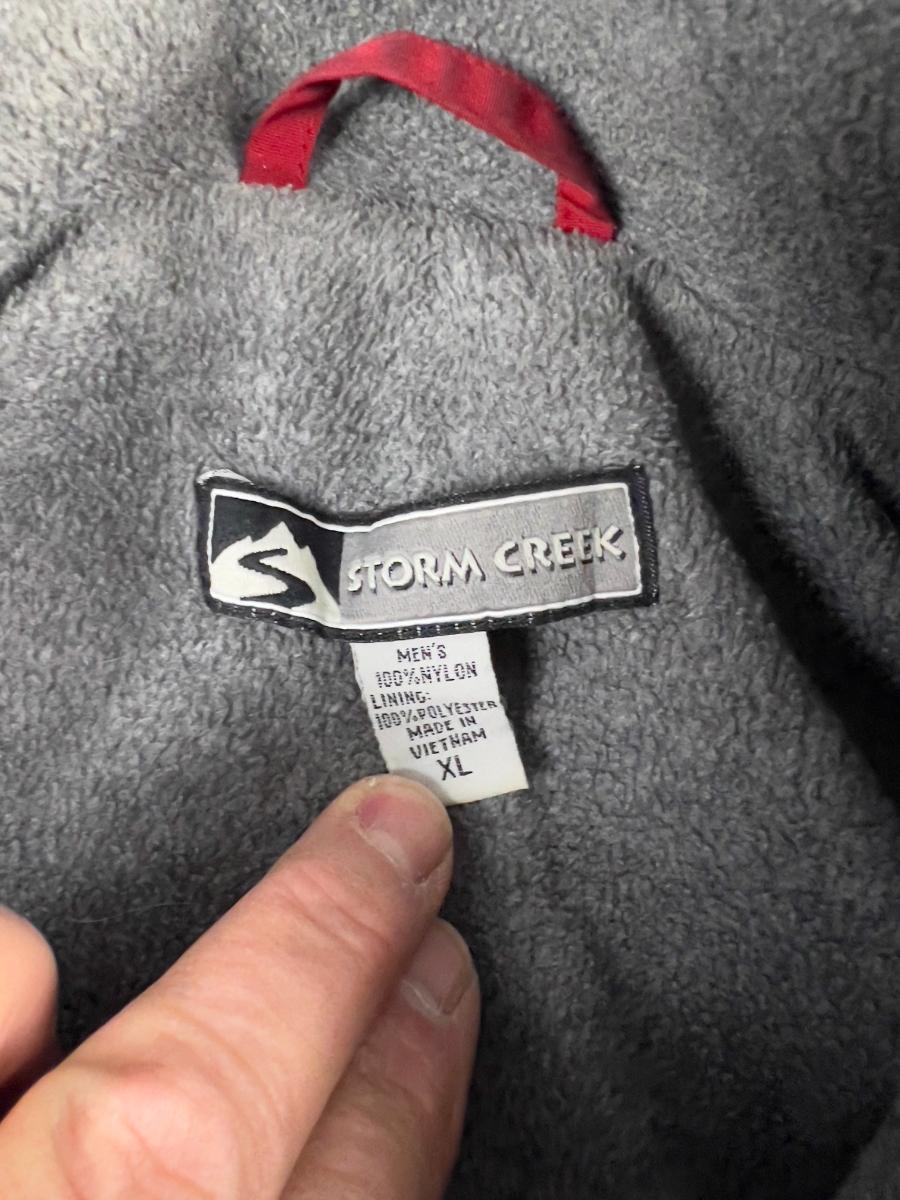 STORM CREEK
MEN'S
100%NYLON
LINING:
100%POLYESTER
MADE IN
VIETNAM
XL